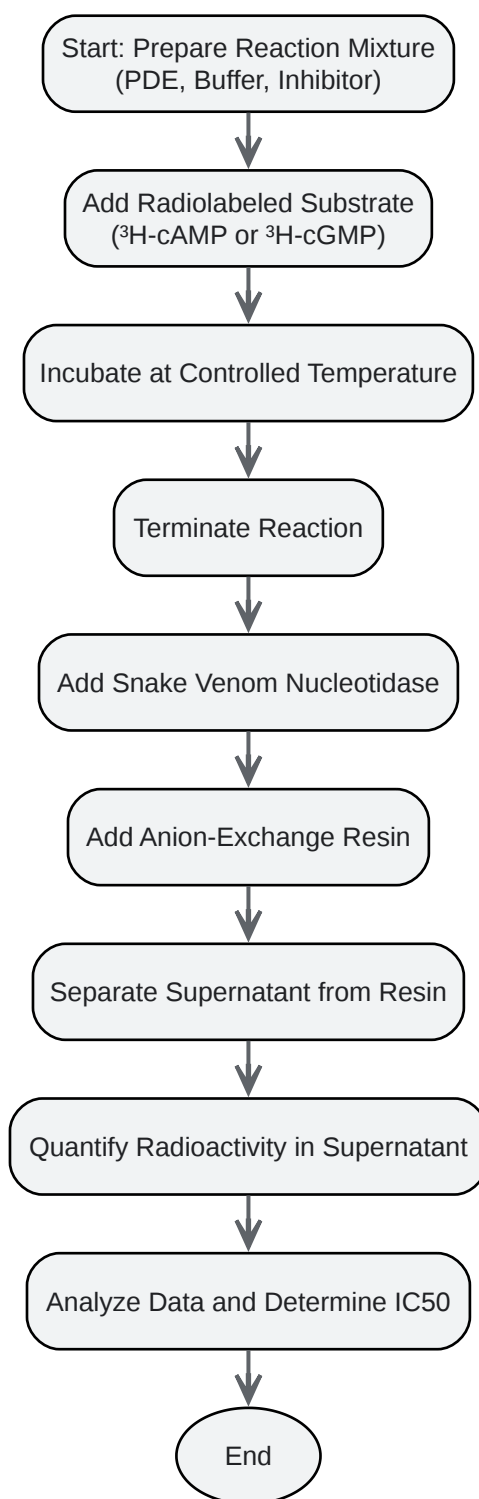 Start: Prepare Reaction Mixture
(PDE, Buffer, Inhibitor)
Add Radiolabeled Substrate
(³H-cAMP or ³H-cGMP)
Incubate at Controlled Temperature
Terminate Reaction
Add Snake Venom Nucleotidase
Add Anion-Exchange Resin
Separate Supernatant from Resin
Quantify Radioactivity in Supernatant
Analyze Data and Determine IC50
End